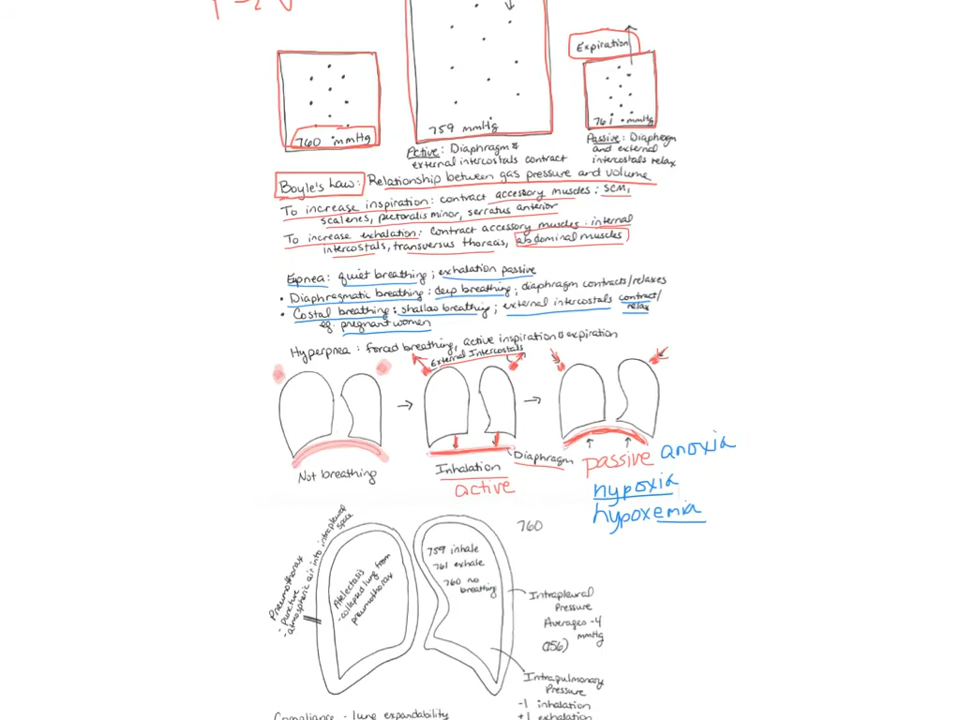 Expiration
760 mmHg
759 mmHg
761 mmHg
Active: Diaphragm &
external intercostals contract
Passive: Diaphragm
and external
intercostals relax
Boyle's Law: Relationship between gas pressure and volume
To increase inspiration: contract accessory muscles: SCM,
scalenes, pectoralis minor, serratus anterior
To increase exhalation: contract accessory muscles: internal
intercostals, transversus thoracis, abdominal muscles
Eupnea: quiet breathing; exhalation passive
• Diaphragmatic breathing: deep breathing; diaphragm contracts/relaxes
• Costal breathing: shallow breathing; external intercostals contract/
relax
eg: pregnant women
Hyperpnea: forced breathing, active inspiration & expiration
External Intercostals
Not breathing
Inhalation
active
Diaphragm
passive anoxia
hypoxia
hypoxemia
760
Pneumothorax
- puncture
- atmospheric air into intrapleural
space
Atelectasis
- collapsed lung from
pneumothorax
759 inhale
761 exhale
760 no
breathing
Intrapleural
Pressure
Averages -4
mmHg
(756)
Intrapulmonary
Pressure
-1 inhalation
+1 exhalation
Compliance - lung expandability